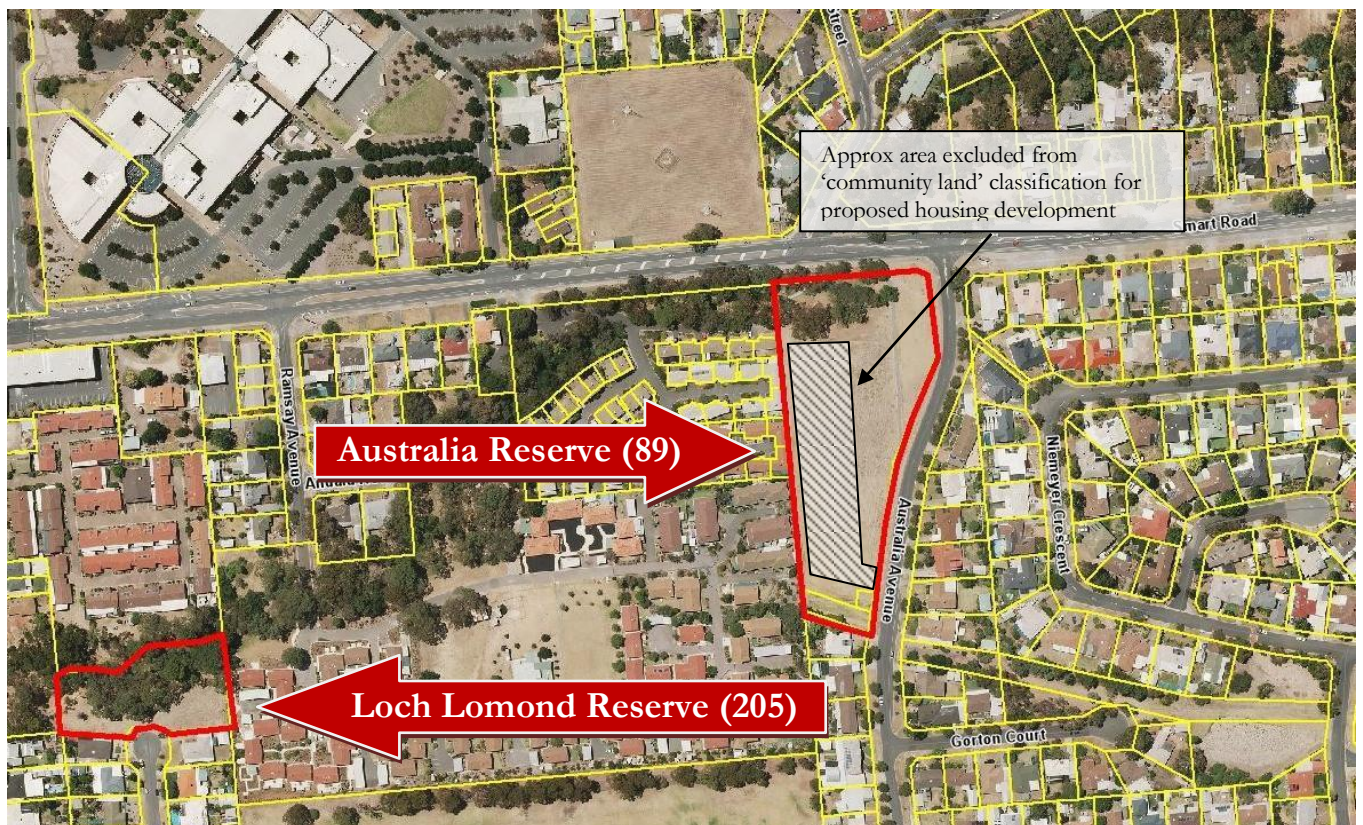 Street
Approx area excluded from
‘community land’ classification for
proposed housing development
Smart Road
Ramsay Avenue
Australia Reserve (89)
Australia Avenue
Niemeyer Crescent
Loch Lomond Reserve (205)
Gorton Court